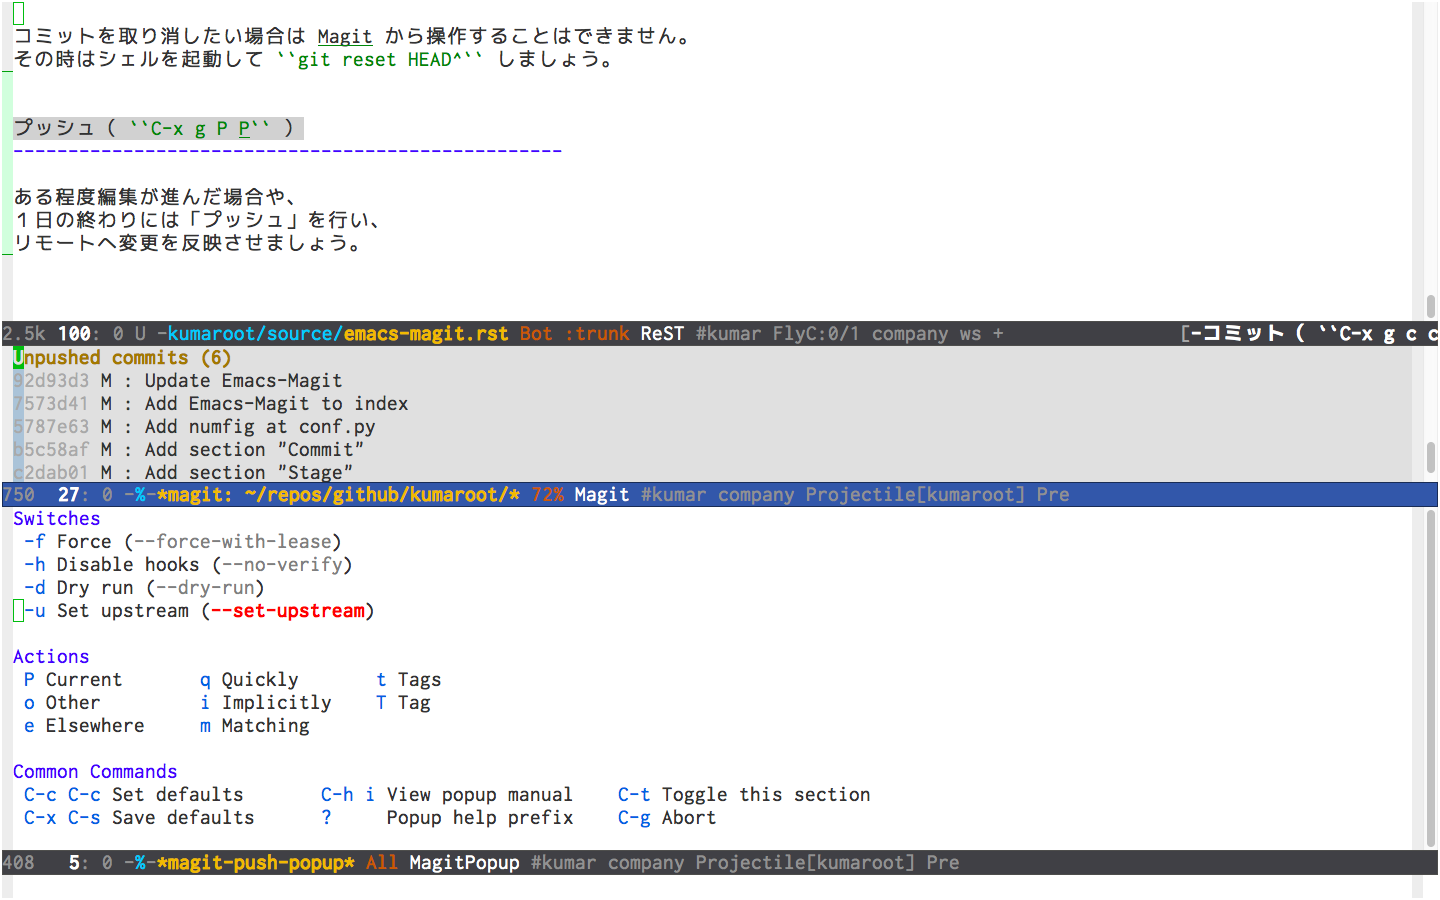 コミットを取り消したい場合は Magit から操作することはできません。
その時はシェルを起動して ``git reset HEAD^`` しましょう。
プッシュ ( ``C-x g P P`` )
--------------------------------------------------
ある程度編集が進んだ場合や、
１日の終わりには「プッシュ」を行い、
リモートへ変更を反映させましょう。
2.5k 100: 0 U -kumaroot/source/emacs-magit.rst Bot :trunk ReST #kumar FlyC:0/1 company ws + [-コミット ( ``C-x g c c
Unpushed commits (6)
92d93d3 M : Update Emacs-Magit
7573d41 M : Add Emacs-Magit to index
5787e63 M : Add numfig at conf.py
b5c58af M : Add section "Commit"
c2dab01 M : Add section "Stage"
750 27: 0 -%-*magit: ~/repos/github/kumaroot/* 72% Magit #kumar company Projectile[kumaroot] Pre
Switches
-f Force (--force-with-lease)
-h Disable hooks (--no-verify)
-d Dry run (--dry-run)
-u Set upstream (--set-upstream)
Actions
P Current q Quickly t Tags
o Other i Implicitly T Tag
e Elsewhere m Matching
Common Commands
C-c C-c Set defaults C-h i View popup manual C-t Toggle this section
C-x C-s Save defaults ? Popup help prefix C-g Abort
408 5: 0 -%-*magit-push-popup* All MagitPopup #kumar company Projectile[kumaroot] Pre